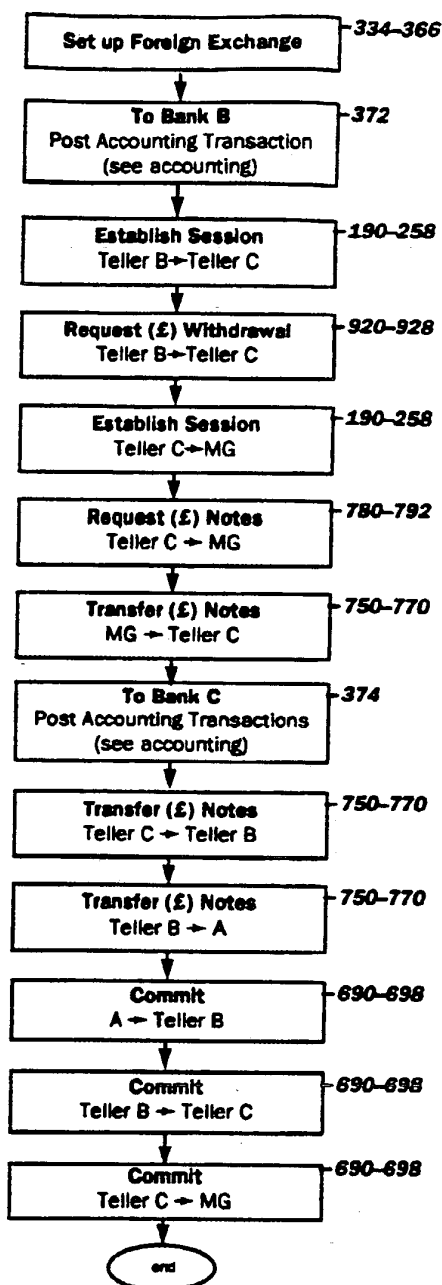 Set up Foreign Exchange
334-366
To Bank B
372
Post Accounting Transaction
(see accounting)
Establish Session
190-258
Teller B→Teller C
Request (£) Withdrawal
920-928
Teller B→Teller C
Establish Session
190-258
Teller C→MG
Request (£) Notes
780-792
Teller C → MG
Transfer (£) Notes
750-770
MG → Teller C
To Bank C
374
Post Accounting Transactions
(see accounting)
Transfer (£) Notes
750-770
Teller C → Teller B
Transfer (£) Notes
750-770
Teller B → A
Commit
690-698
A → Teller B
Commit
690-698
Teller B → Teller C
Commit
690-698
Teller C → MG
end